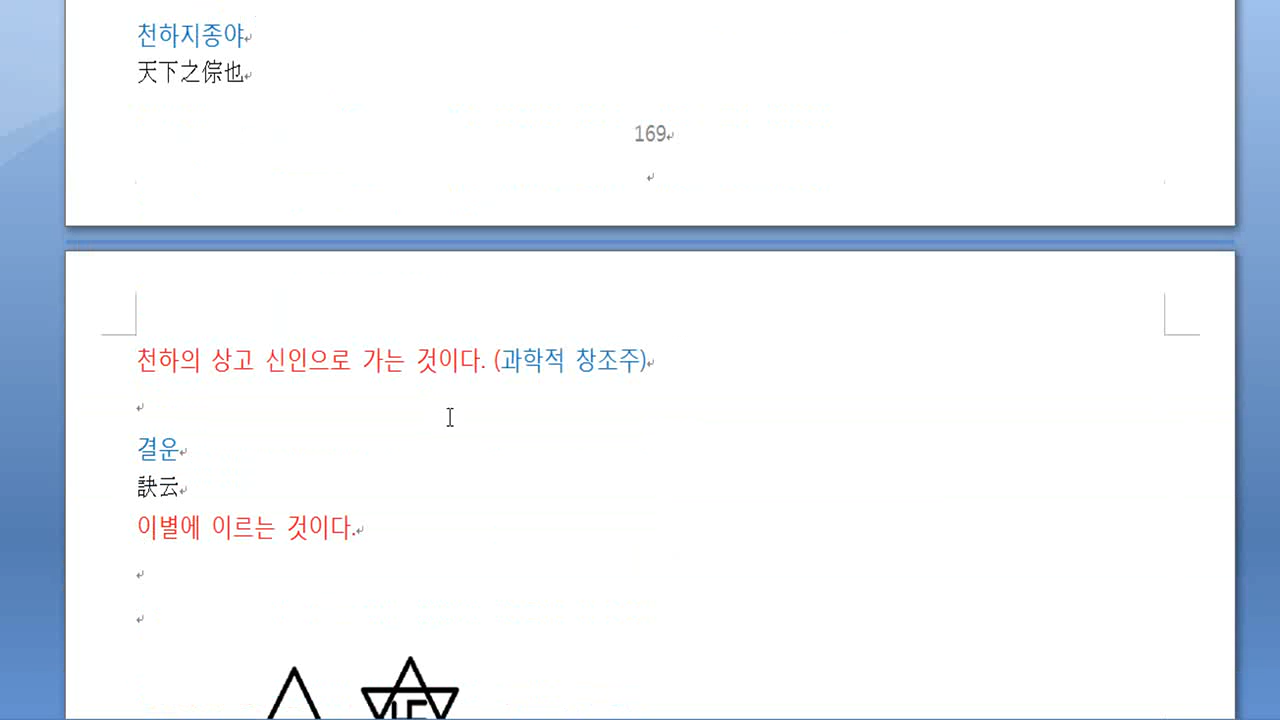 천하지종야
天下之倧也
169
천하의 상고 신인으로 가는 것이다. (과학적 창조주)
결운
訣云
이별에 이르는 것이다.